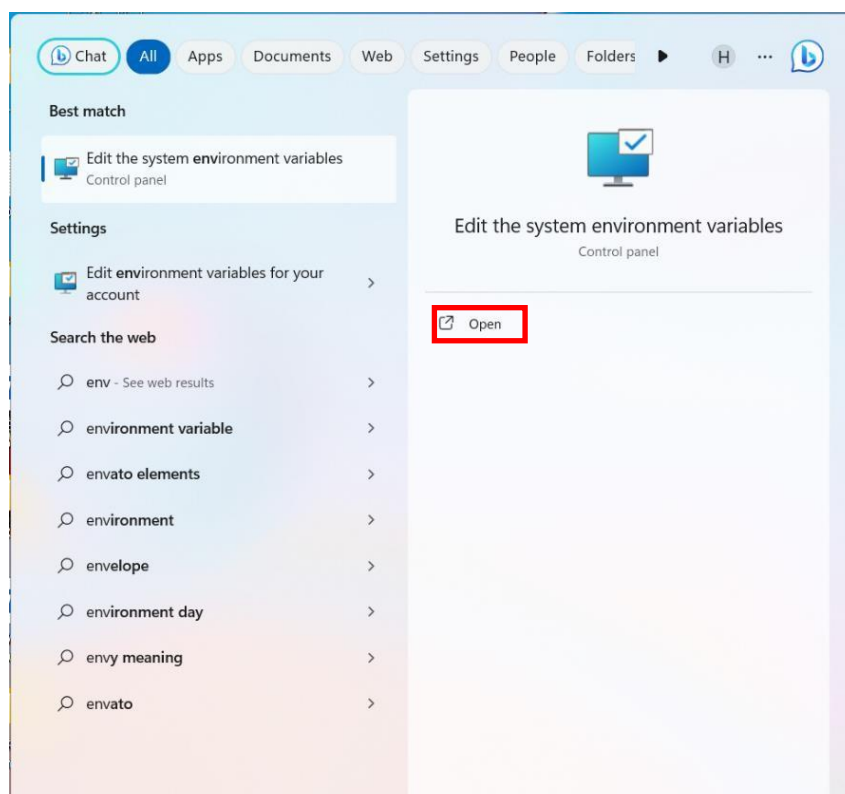 Chat All Apps Documents Web Settings People Folders H ...
Best match
Edit the system environment variables
Control panel
Settings
Edit environment variables for your
account
Search the web
env - See web results
environment variable
envato elements
environment
envelope
environment day
envy meaning
envato
Edit the system environment variables
Control panel
Open